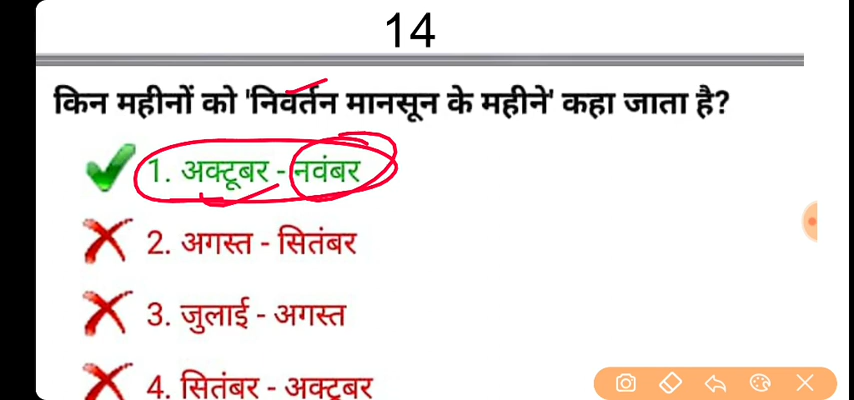 14
किन महीनों को 'निवर्तन मानसून के महीने' कहा जाता है?
1. अक्टूबर - नवंबर
2. अगस्त - सितंबर
3. जुलाई - अगस्त
4. सितंबर - अक्टूबर